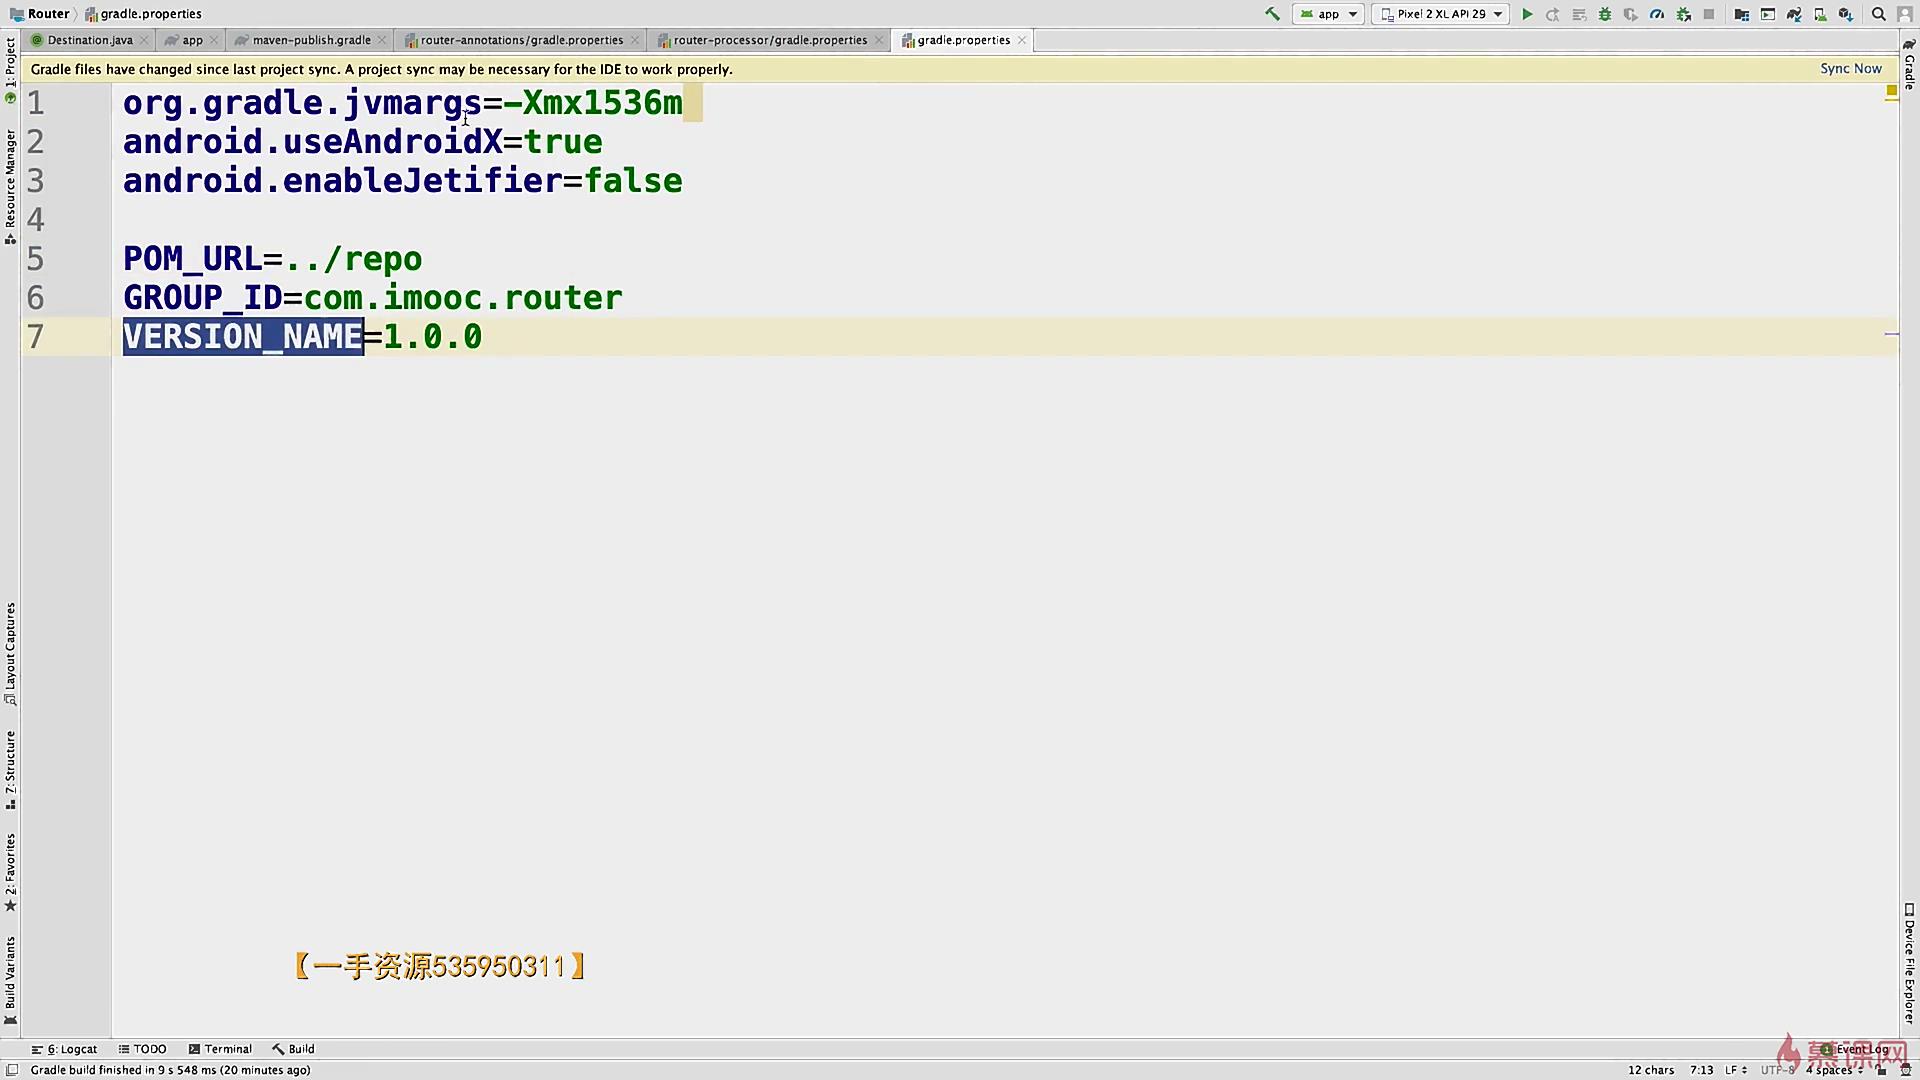 Router
gradle.properties
app
Pixel 2 XL API 29
Destination.java
app
maven-publish.gradle
router-annotations/gradle.properties
router-processor/gradle.properties
gradle.properties
Gradle files have changed since last project sync. A project sync may be necessary for the IDE to work properly.
Sync Now
1 org.gradle.jvmargs=-Xmx1536m
2 android.useAndroidX=true
3 android.enableJetifier=false
4
5 POM_URL=../repo
6 GROUP_ID=com.imooc.router
7 VERSION_NAME=1.0.0
1: Project
Resource Manager
Layout Captures
7: Structure
2: Favorites
Build Variants
Gradle
Device File Explorer
【一手资源535950311】
6: Logcat
TODO
Terminal
Build
Event Log
慕课网
Gradle build finished in 9 s 548 ms (20 minutes ago)
12 chars
7:13
LF
UTF-8
4 spaces